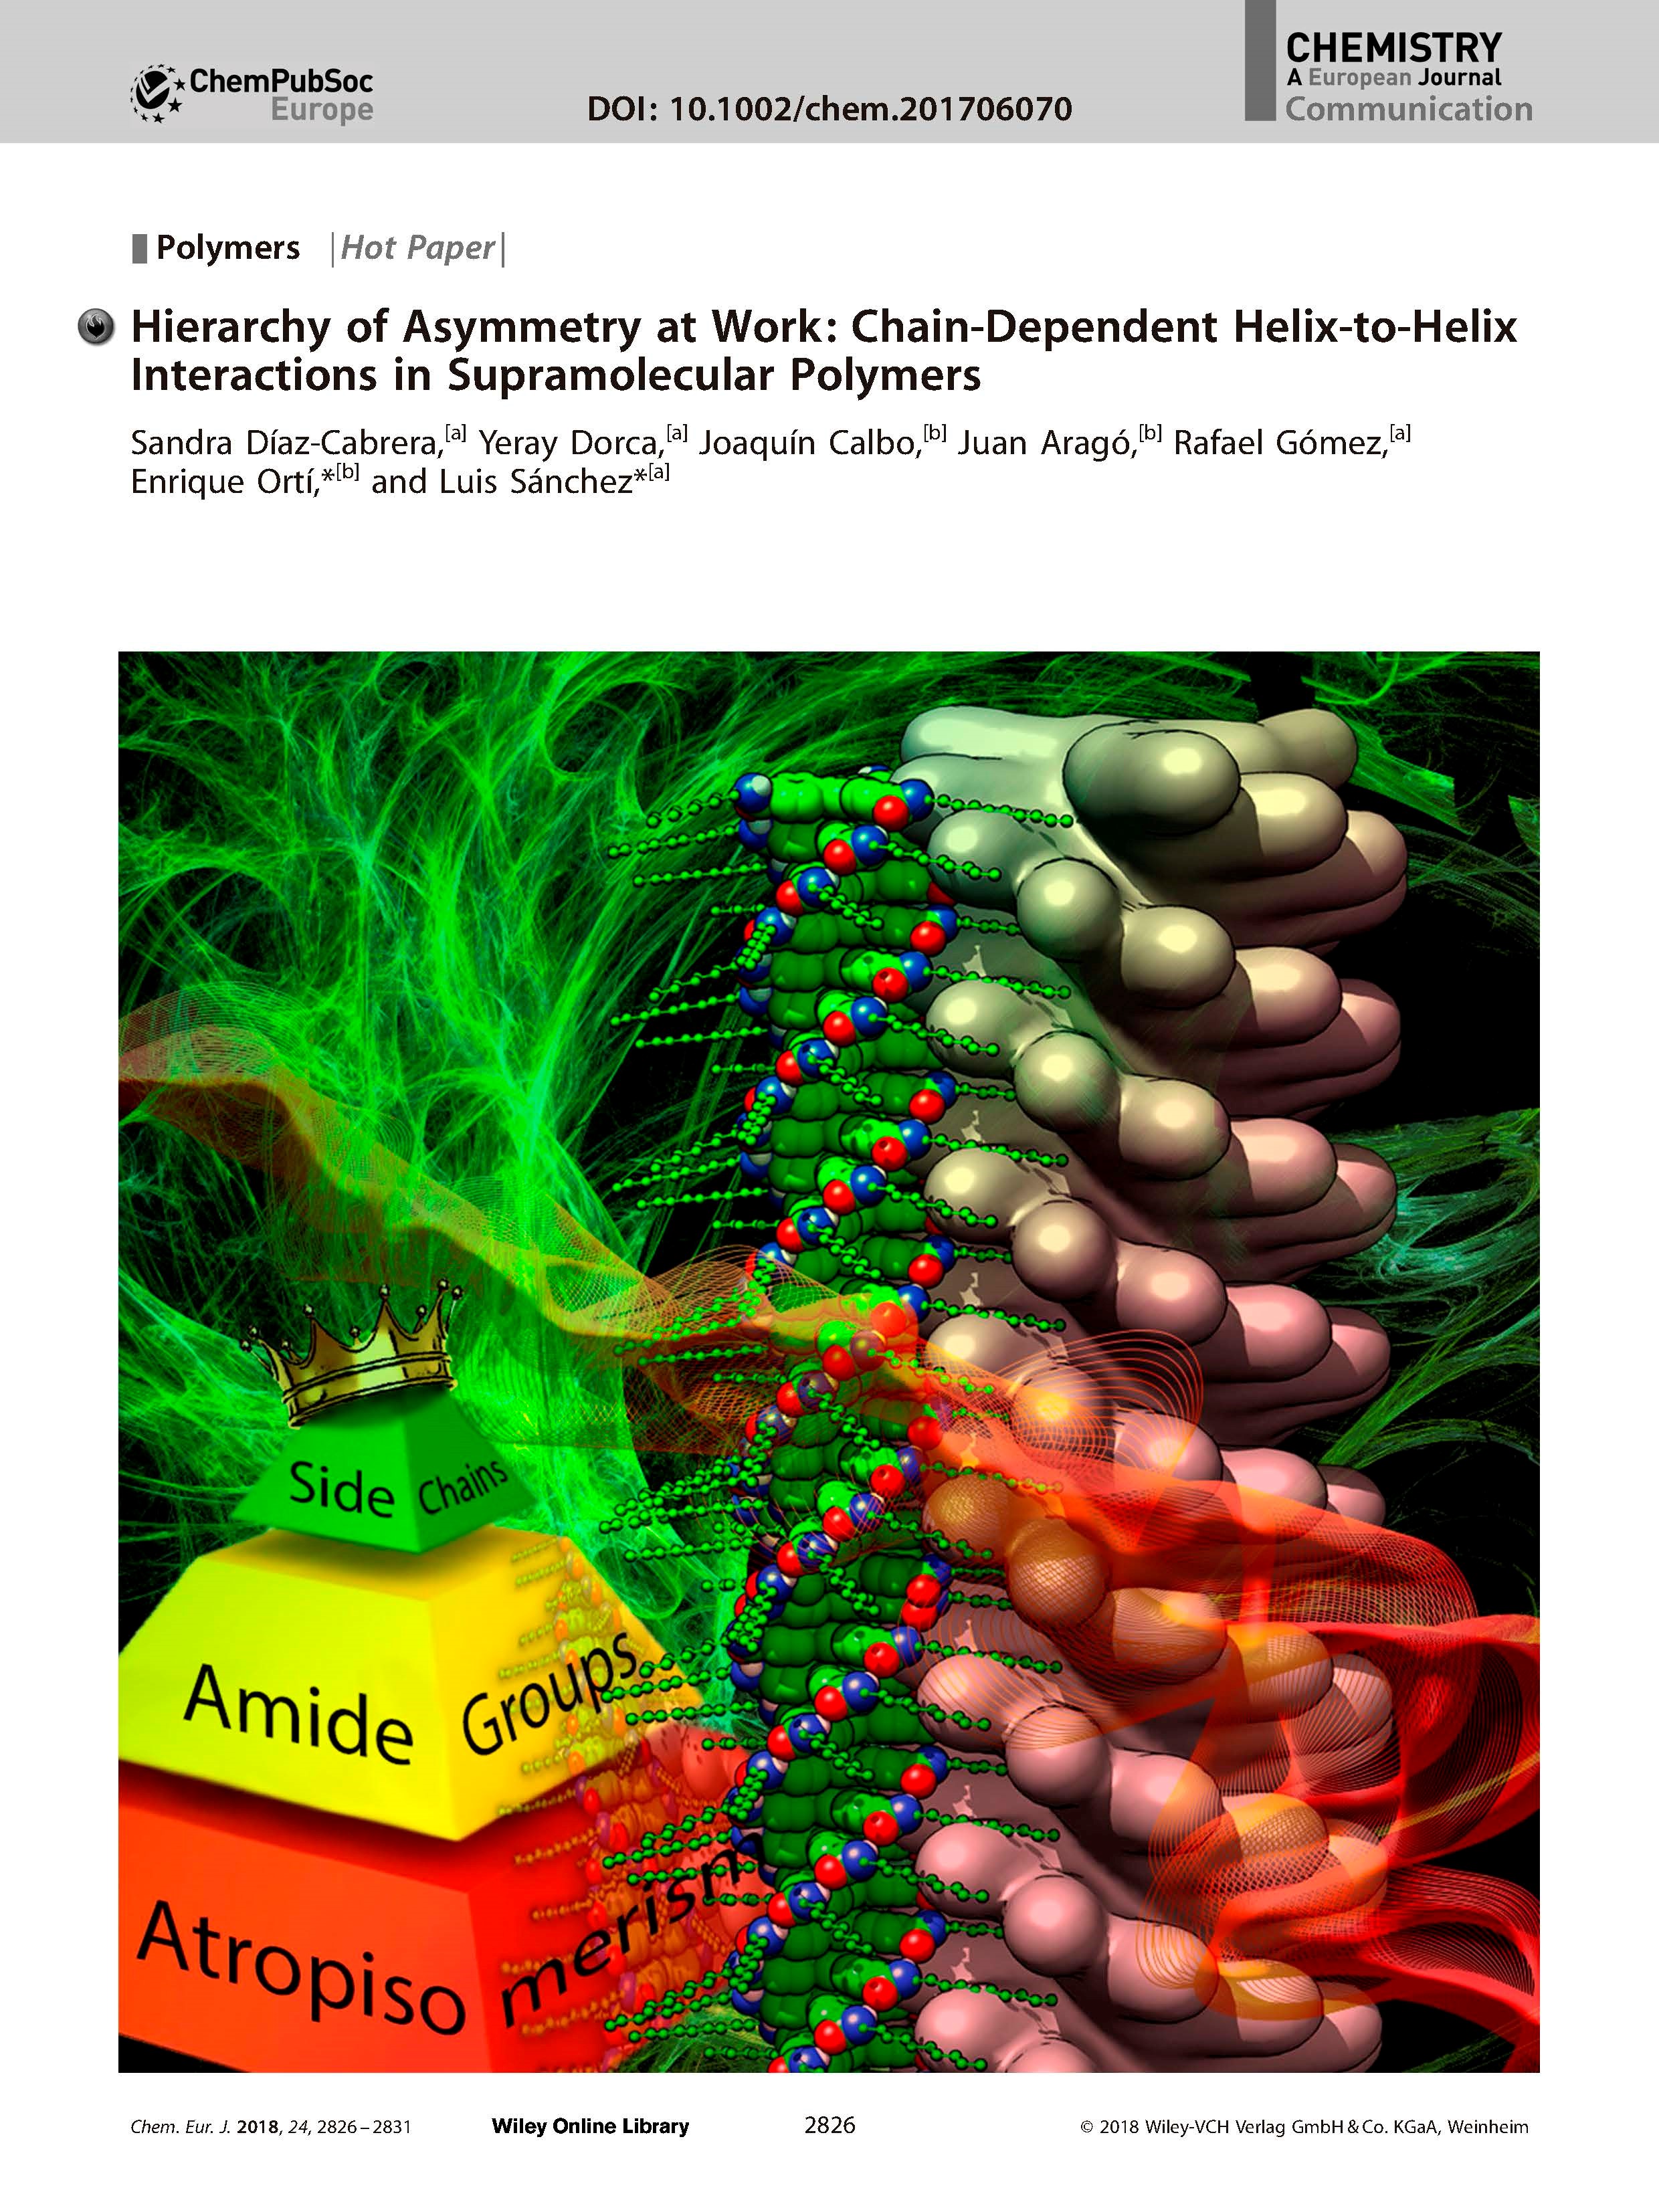 ChemPubSoc
Europe
DOI: 10.1002/chem.201706070
CHEMISTRY
A European Journal
Communication
Polymers |Hot Paper|
Hierarchy of Asymmetry at Work: Chain-Dependent Helix-to-Helix
Interactions in Supramolecular Polymers
Sandra Díaz-Cabrera,[a] Yeray Dorca,[a] Joaquín Calbo,[b] Juan Aragó,[b] Rafael Gómez,[a]
Enrique Ortí,*[b] and Luis Sánchez*[a]
Side Chains
Amide Groups
Atropiso merism
Chem. Eur. J. 2018, 24, 2826–2831
Wiley Online Library
2826
© 2018 Wiley-VCH Verlag GmbH & Co. KGaA, Weinheim